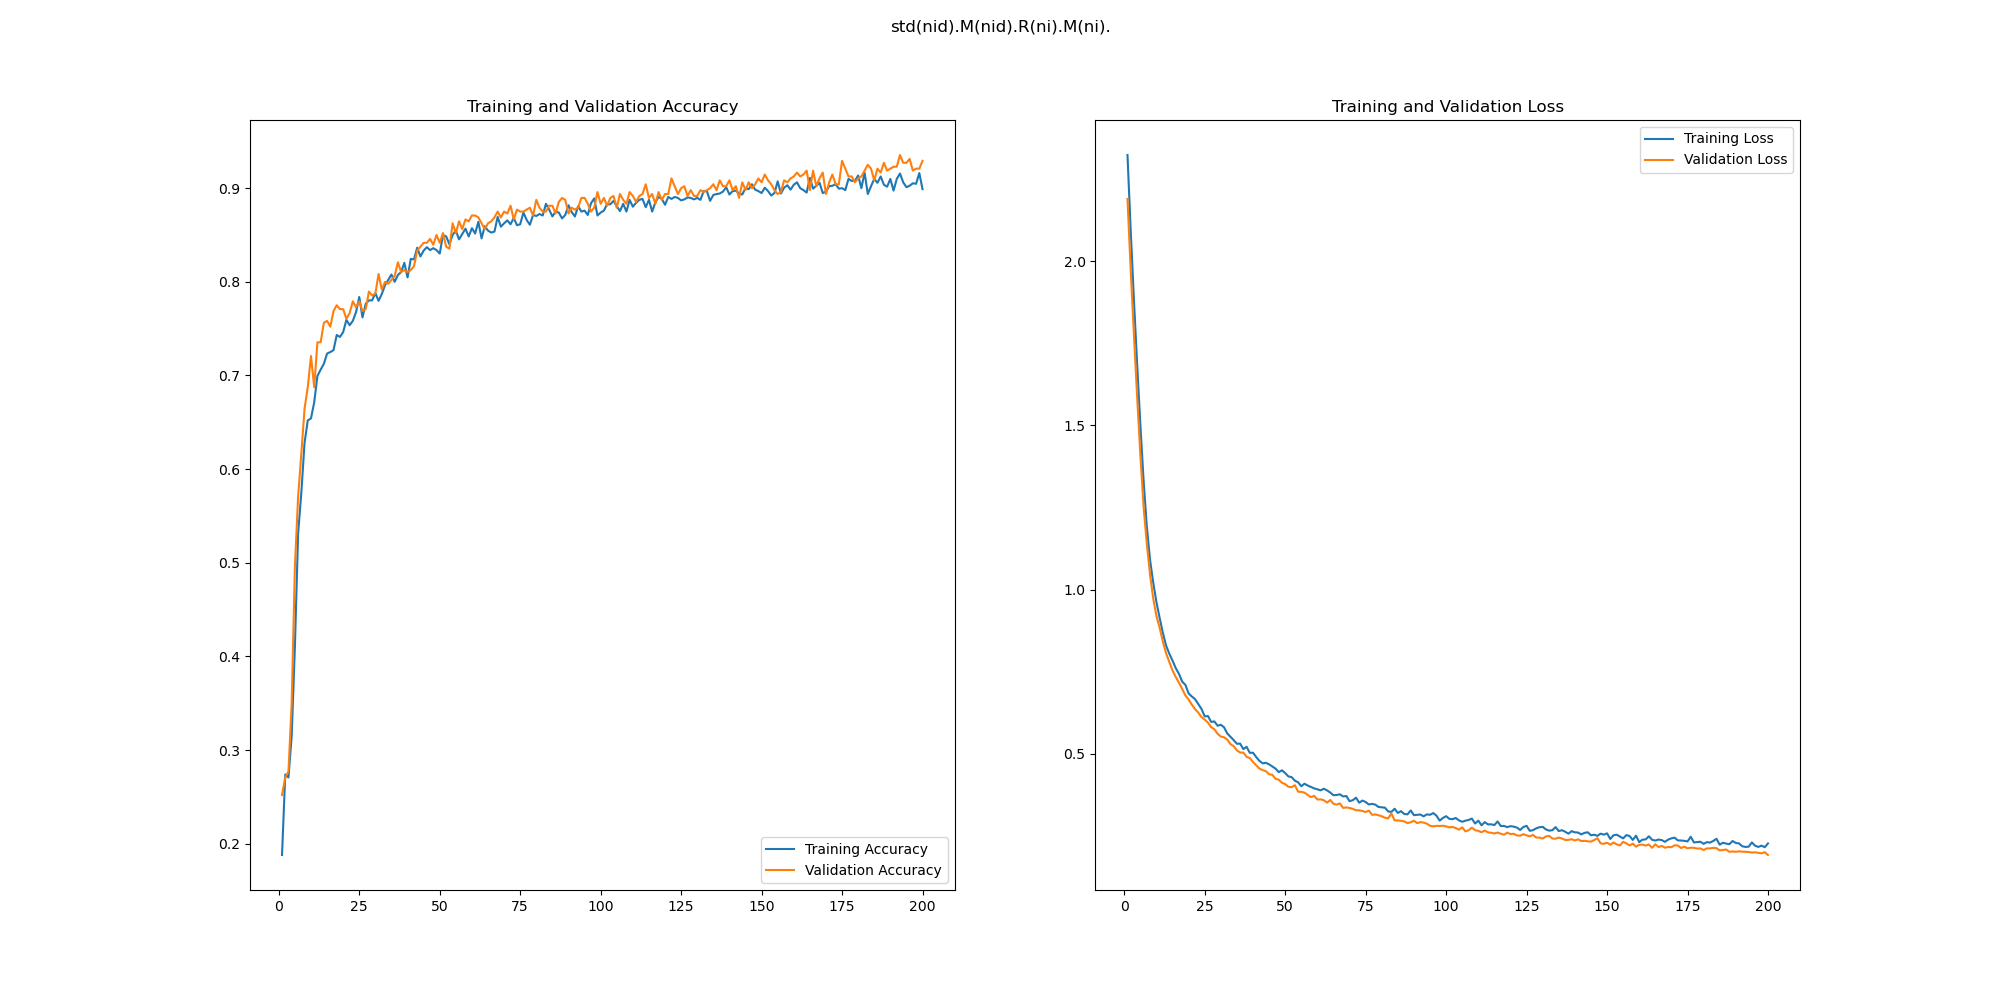 std(nid).M(nid).R(ni).M(ni).
Training and Validation Accuracy
0.9
0.8
0.7
0.6
0.5
0.4
0.3
0.2
Training Accuracy
Validation Accuracy
0 25 50 75 100 125 150 175 200
Training and Validation Loss
Training Loss
Validation Loss
2.0
1.5
1.0
0.5
0 25 50 75 100 125 150 175 200